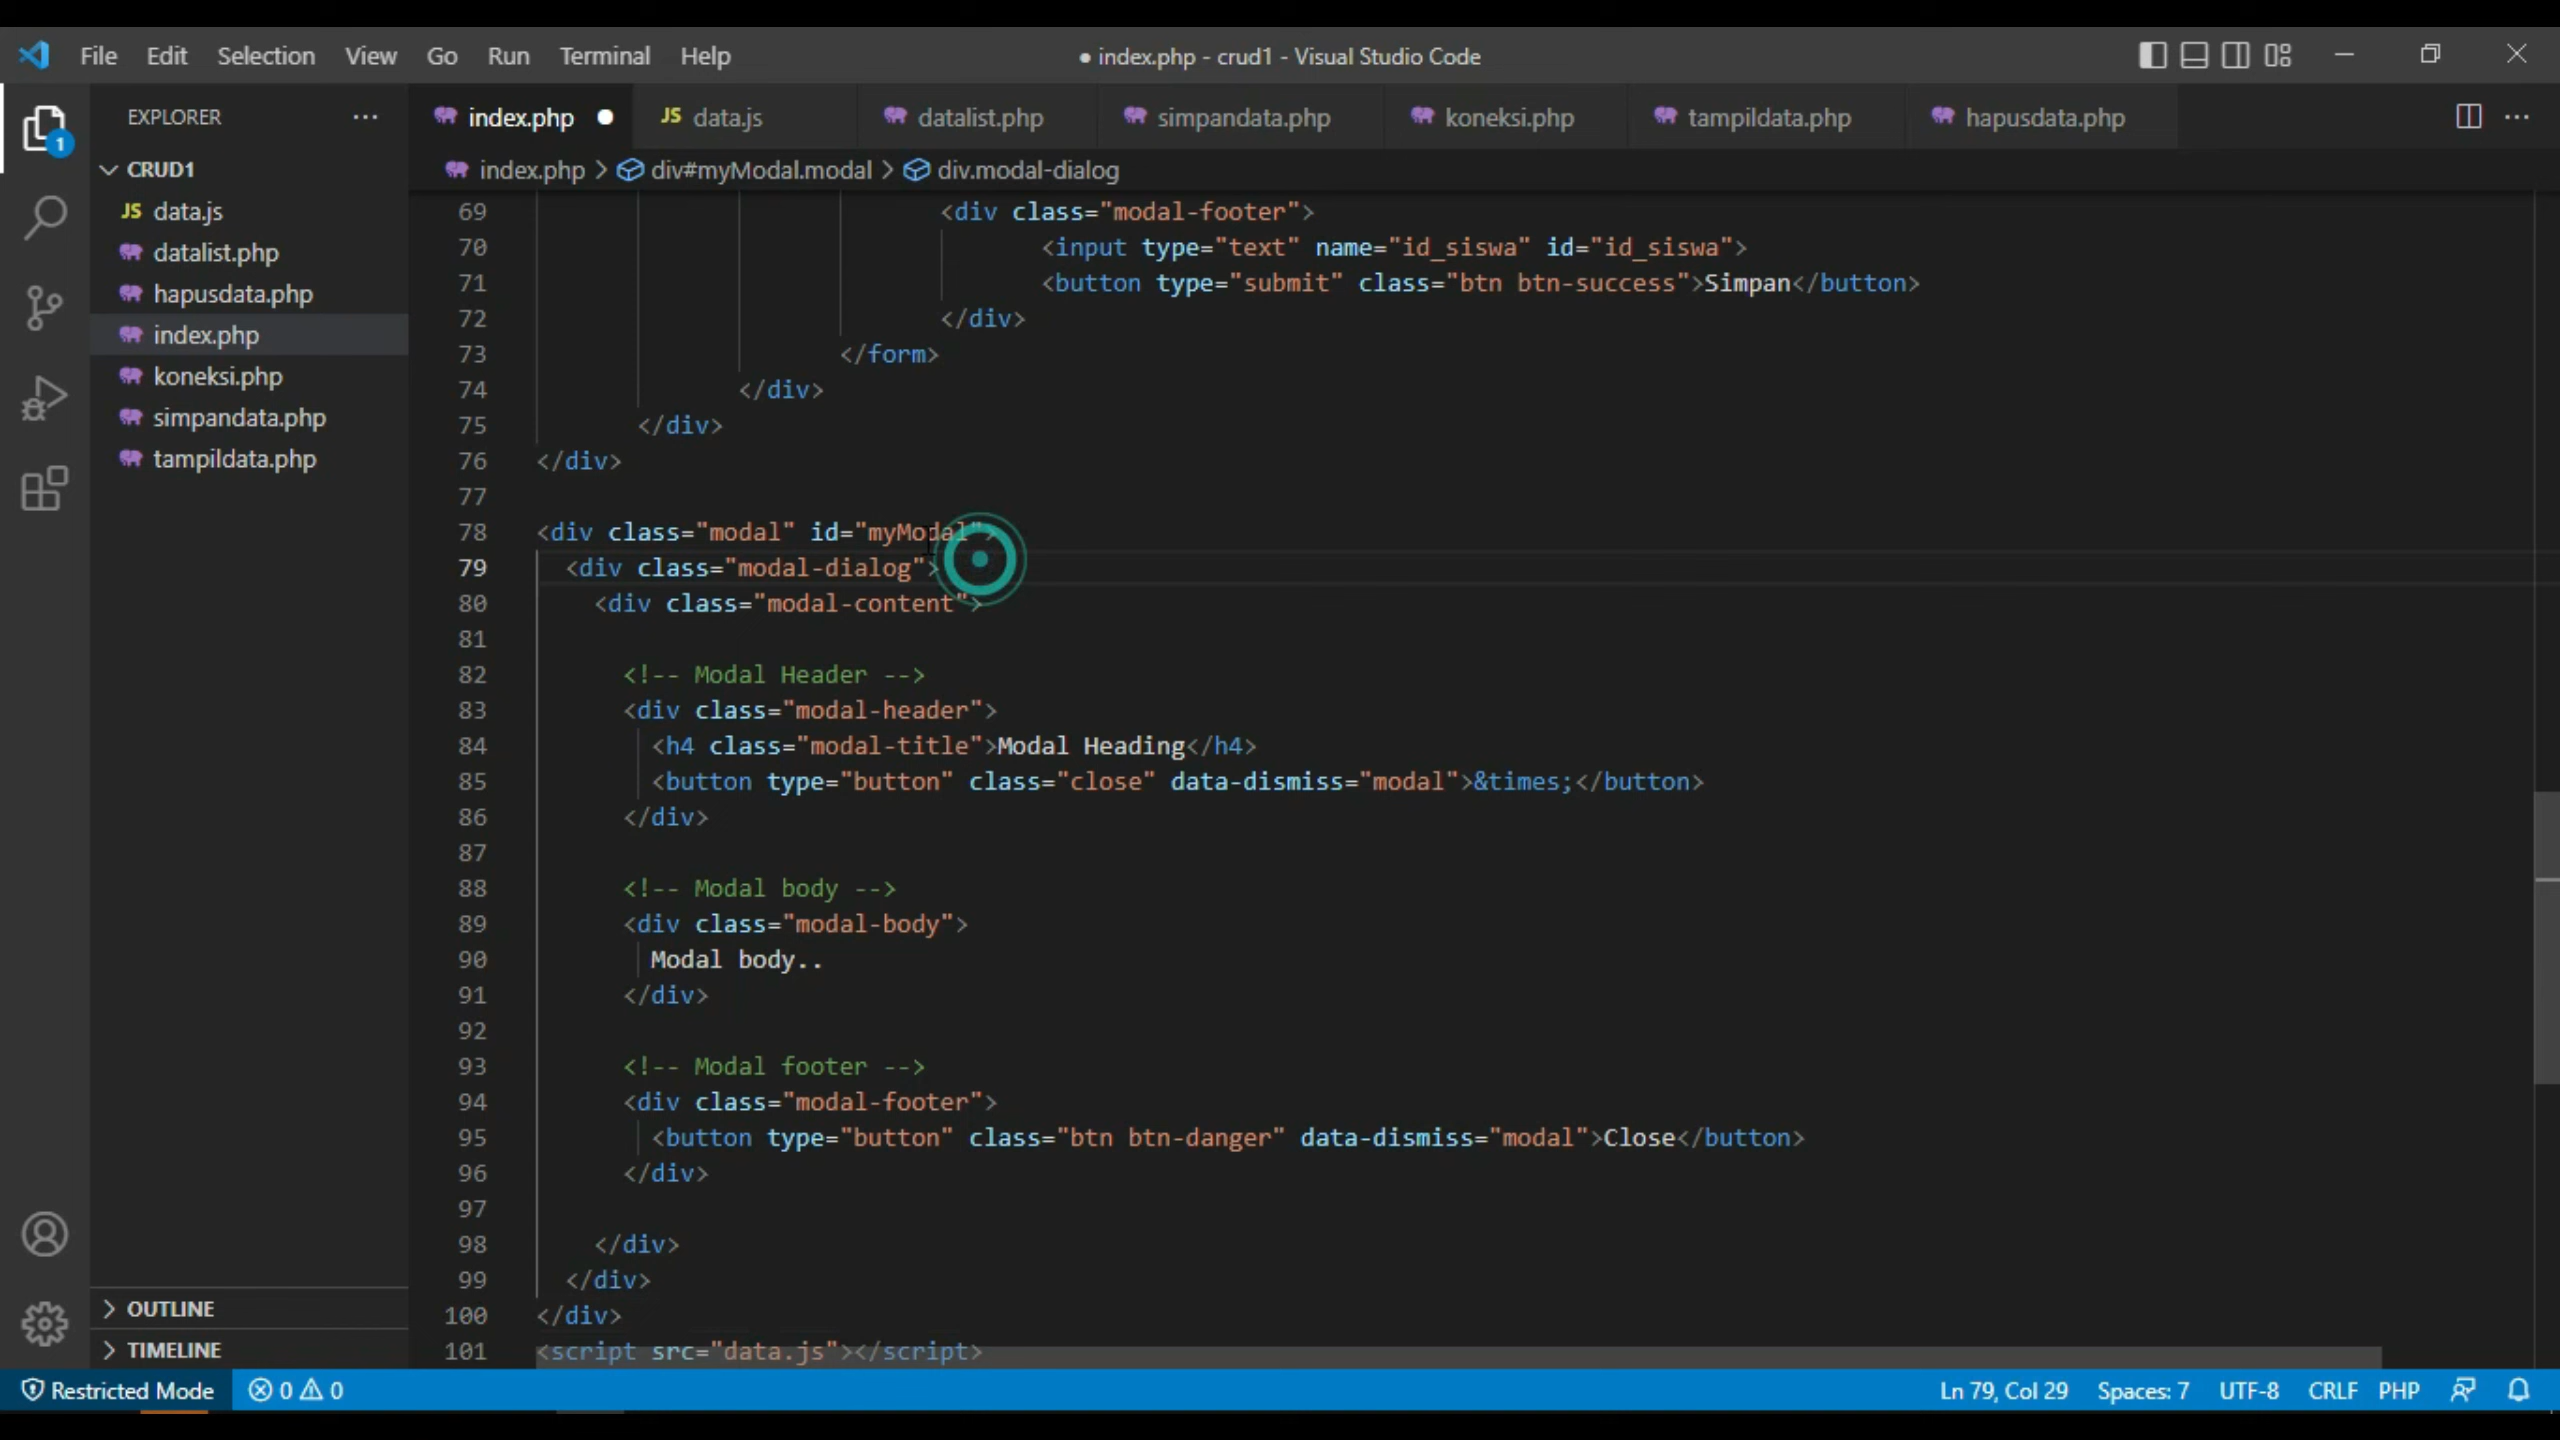 File Edit Selection View Go Run Terminal Help
● index.php - crud1 - Visual Studio Code
EXPLORER
1
CRUD1
JS data.js
datalist.php
hapusdata.php
index.php
koneksi.php
simpandata.php
tampildata.php
OUTLINE
TIMELINE
index.php ● JS data.js datalist.php simpandata.php koneksi.php tampildata.php hapusdata.php
index.php > div#myModal.modal > div.modal-dialog
69 <div class="modal-footer">
70 <input type="text" name="id_siswa" id="id_siswa">
71 <button type="submit" class="btn btn-success">Simpan</button>
72 </div>
73 </form>
74 </div>
75 </div>
76 </div>
77
78 <div class="modal" id="myModal">
79 <div class="modal-dialog">
80 <div class="modal-content">
81
82 <!-- Modal Header -->
83 <div class="modal-header">
84 <h4 class="modal-title">Modal Heading</h4>
85 <button type="button" class="close" data-dismiss="modal">&times;</button>
86 </div>
87
88 <!-- Modal body -->
89 <div class="modal-body">
90 Modal body..
91 </div>
92
93 <!-- Modal footer -->
94 <div class="modal-footer">
95 <button type="button" class="btn btn-danger" data-dismiss="modal">Close</button>
96 </div>
97
98 </div>
99 </div>
100 </div>
101 <script src="data.js"></script>
Restricted Mode 0 0 Ln 79, Col 29 Spaces: 7 UTF-8 CRLF PHP